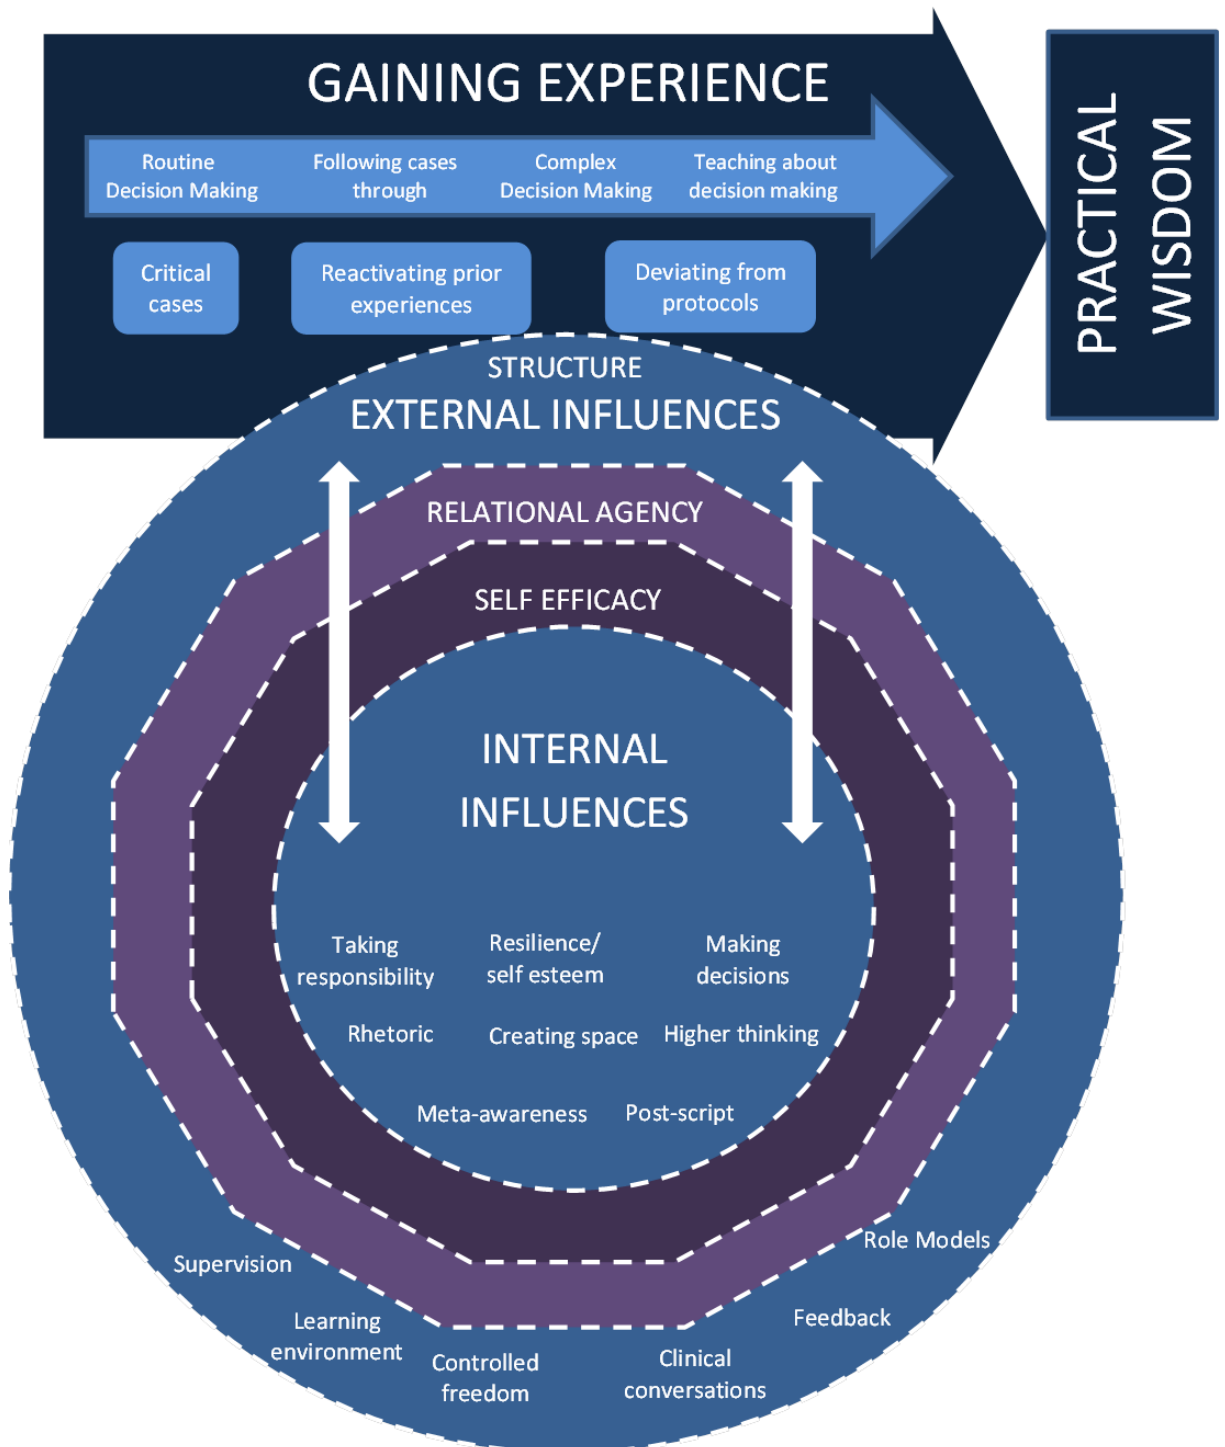 GAINING EXPERIENCE
Routine
Decision Making
Following cases
through
Complex
Decision Making
Teaching about
decision making
Critical
cases
Reactivating prior
experiences
Deviating from
protocols
PRACTICAL
WISDOM
STRUCTURE
EXTERNAL INFLUENCES
RELATIONAL AGENCY
SELF EFFICACY
INTERNAL
INFLUENCES
Taking
responsibility
Resilience/
self esteem
Making
decisions
Rhetoric
Creating space
Higher thinking
Meta-awareness
Post-script
Supervision
Learning
environment
Controlled
freedom
Clinical
conversations
Feedback
Role Models